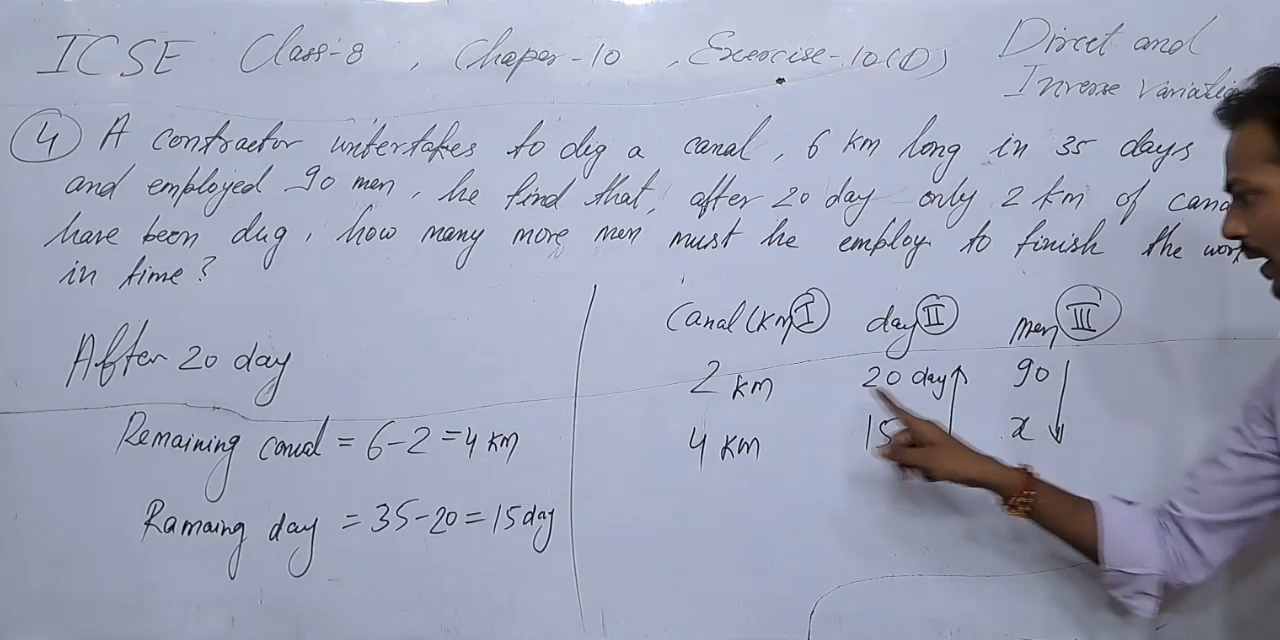 ICSE Class-8 , Chaper-10 , Exercise-10(D) Direct and
Inverse variation
4 A contractor untertakes to dig a canal, 6 km long in 35 days
and employed 90 men, he find that, after 20 day only 2 km of cana
have been dug, how many more men must he employ to finish the wor
in time?
After 20 day
Remaining canal = 6-2 = 4 km
Ramaing day = 35-20 = 15 day
Canal (km) I day II men III
2 km 20 day 90
4 km 15 x